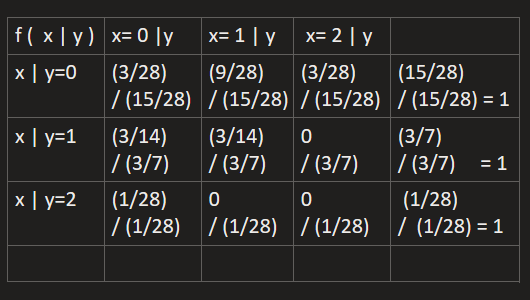 f ( x | y ) x= 0 |y x= 1 | y x= 2 | y
x | y=0 (3/28) (9/28) (3/28) (15/28)
/ (15/28) / (15/28) / (15/28) / (15/28) = 1
x | y=1 (3/14) (3/14) 0 (3/7)
/ (3/7) / (3/7) / (3/7) / (3/7) = 1
x | y=2 (1/28) 0 0 (1/28)
/ (1/28) / (1/28) / (1/28) / (1/28) = 1